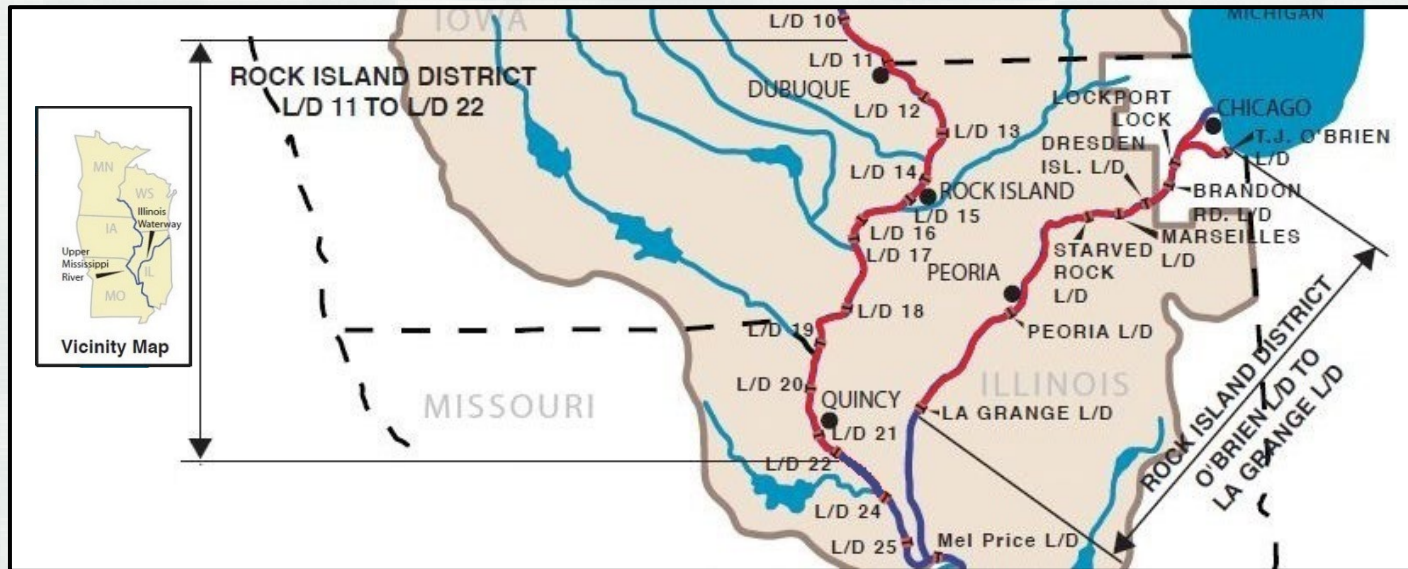 IOWA
L/D 10
MICHIGAN
ROCK ISLAND DISTRICT
L/D 11 TO L/D 22
L/D 11
DUBUQUE
L/D 12
LOCKPORT
LOCK
CHICAGO
L/D 13
DRESDEN
ISL. L/D
T.J. O'BRIEN
L/D
L/D 14
ROCK ISLAND
BRANDON
RD. L/D
L/D 15
L/D 16
L/D 17
STARVED
ROCK
L/D
MARSEILLES
L/D
PEORIA
L/D 18
PEORIA L/D
L/D 19
ROCK ISLAND DISTRICT
O'BRIEN L/D TO
LA GRANGE L/D
MN
WS
Illinois
Waterway
IA
Upper
Mississippi
River
IL
MO
Vicinity Map
L/D 20
ILLINOIS
MISSOURI
QUINCY
LA GRANGE L/D
L/D 21
L/D 22
L/D 24
L/D 25
Mel Price L/D